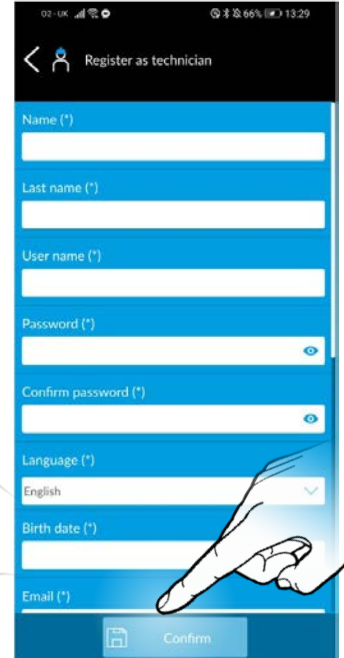 O2-UK 66% 13:29
Register as technician
Name (*)
Last name (*)
User name (*)
Password (*)
Confirm password (*)
Language (*)
English
Birth date (*)
Email (*)
Confirm